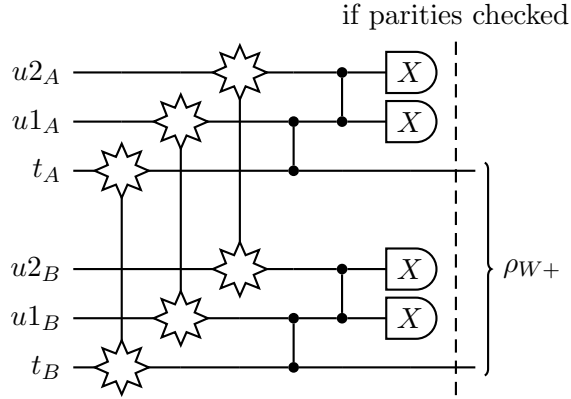 if parities checked
u2_A X
u1_A X
t_A
ρ_{W+}
u2_B X
u1_B X
t_B